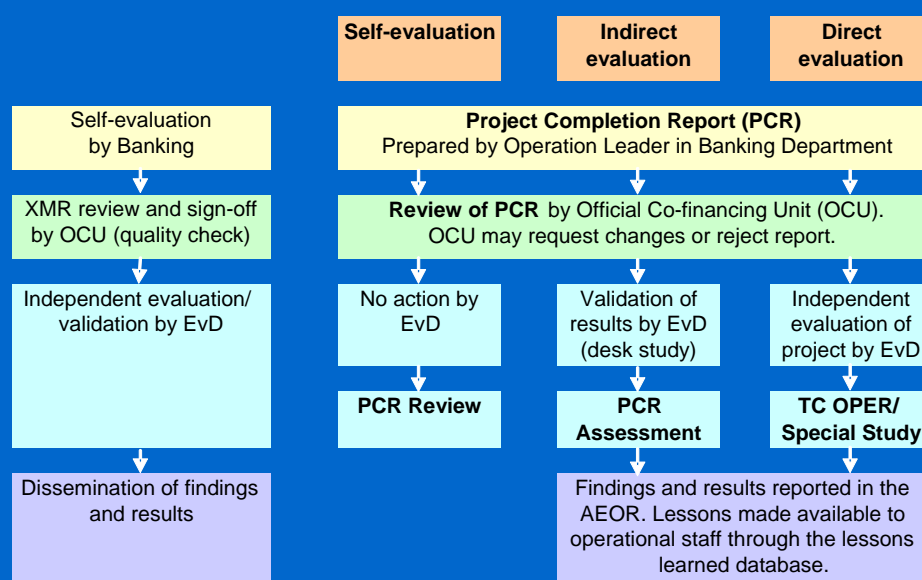 Self-evaluation
Indirect
evaluation
Direct
evaluation
Self-evaluation
by Banking
Project Completion Report (PCR)
Prepared by Operation Leader in Banking Department
XMR review and sign-off
by OCU (quality check)
Review of PCR by Official Co-financing Unit (OCU).
OCU may request changes or reject report.
Independent evaluation/
validation by EvD
No action by
EvD
Validation of
results by EvD
(desk study)
Independent
evaluation of
project by EvD
PCR Review
PCR
Assessment
TC OPER/
Special Study
Dissemination of findings
and results
Findings and results reported in the
AEOR. Lessons made available to
operational staff through the lessons
learned database.